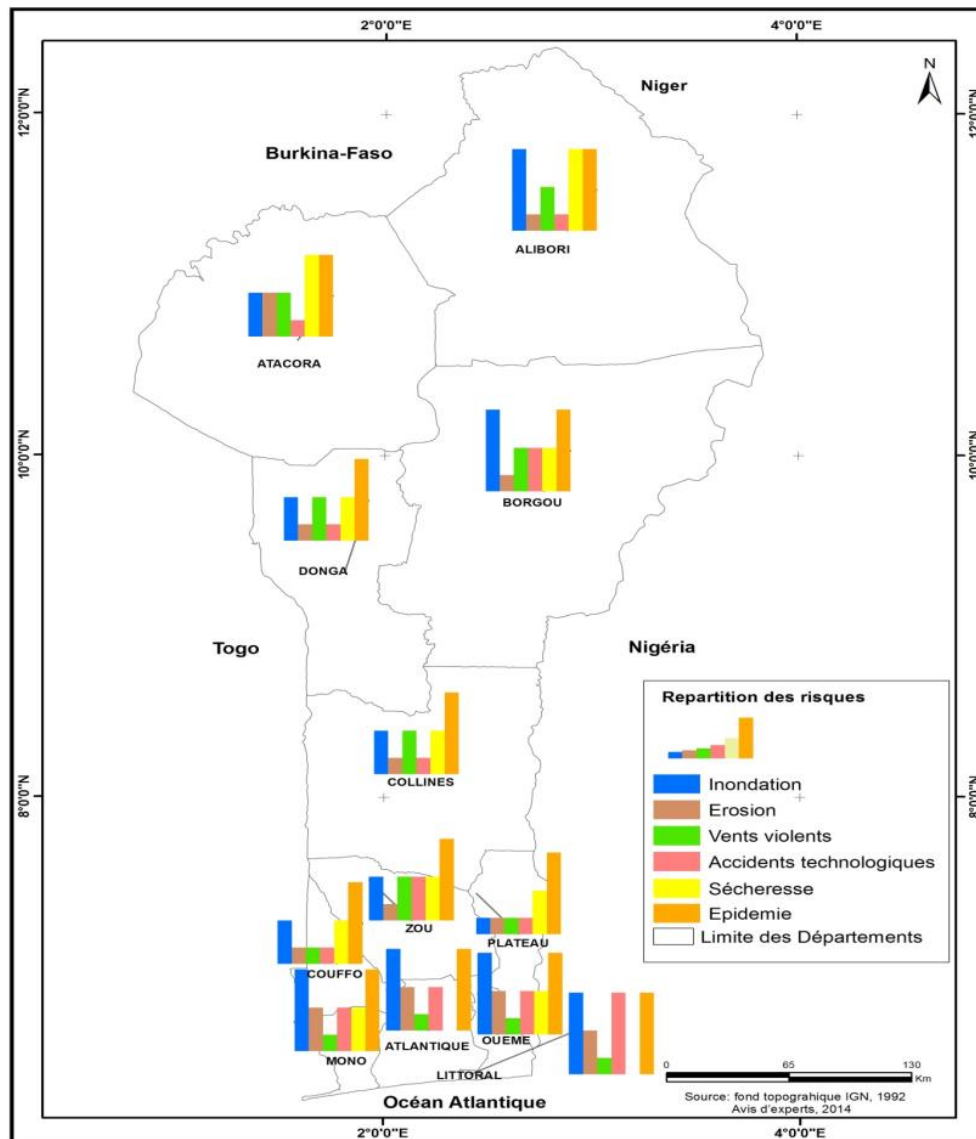 2°0'0"E
4°0'0"E
N
Niger
12°0'0"N
12°0'0"N
Burkina-Faso
ALIBORI
ATACORA
10°0'0"N
10°0'0"N
BORGOU
DONGA
Togo
Nigéria
Repartition des risques
Inondation
Erosion
Vents violents
Accidents technologiques
Sécheresse
Epidemie
Limite des Départements
COLLINES
8°0'0"N
8°0'0"N
ZOU
PLATEAU
COUFFO
MONO
ATLANTIQUE
OUEME
LITTORAL
0 65 130
Km
Source: fond topograhique IGN, 1992
Avis d'experts, 2014
Océan Atlantique
2°0'0"E
4°0'0"E